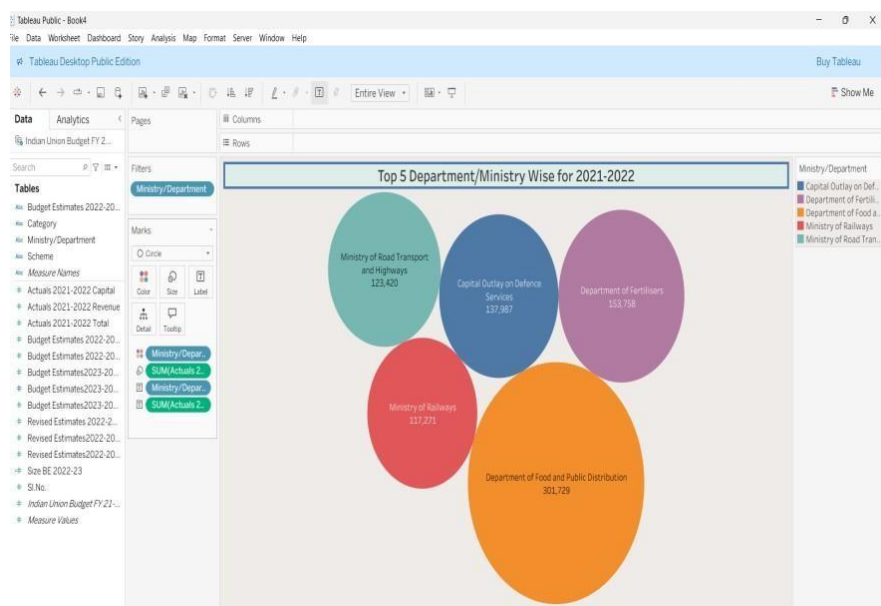 Tableau Public - Book4
File Data Worksheet Dashboard Story Analysis Map Format Server Window Help
Tableau Desktop Public Edition
Buy Tableau
Entire View
Show Me
Data Analytics
Pages
Columns
Indian Union Budget FY 2...
Rows
Search
Filters
Ministry/Department
Tables
Abc Budget Estimates 2022-20...
Abc Category
Abc Ministry/Department
Abc Scheme
Abc Measure Names
# Actuals 2021-2022 Capital
# Actuals 2021-2022 Revenue
# Actuals 2021-2022 Total
# Budget Estimates 2022-20...
# Budget Estimates 2022-20...
# Budget Estimates2023-20...
# Budget Estimates2023-20...
# Budget Estimates2023-20...
# Revised Estimates 2022-2...
# Revised Estimates2022-20...
# Revised Estimates2022-20...
Size BE 2022-23
# Sl.No.
# Indian Union Budget FY 21-...
# Measure Values
Marks
Circle
Color Size Label
Detail Tooltip
Ministry/Depar..
SUM(Actuals 2..
Ministry/Depar..
SUM(Actuals 2..
Top 5 Department/Ministry Wise for 2021-2022
Ministry of Road Transport
and Highways
123,420
Capital Outlay on Defence
Services
137,987
Department of Fertilisers
153,758
Ministry of Railways
117,271
Department of Food and Public Distribution
301,729
Ministry/Department
Capital Outlay on Def..
Department of Fertili..
Department of Food a..
Ministry of Railways
Ministry of Road Tran..